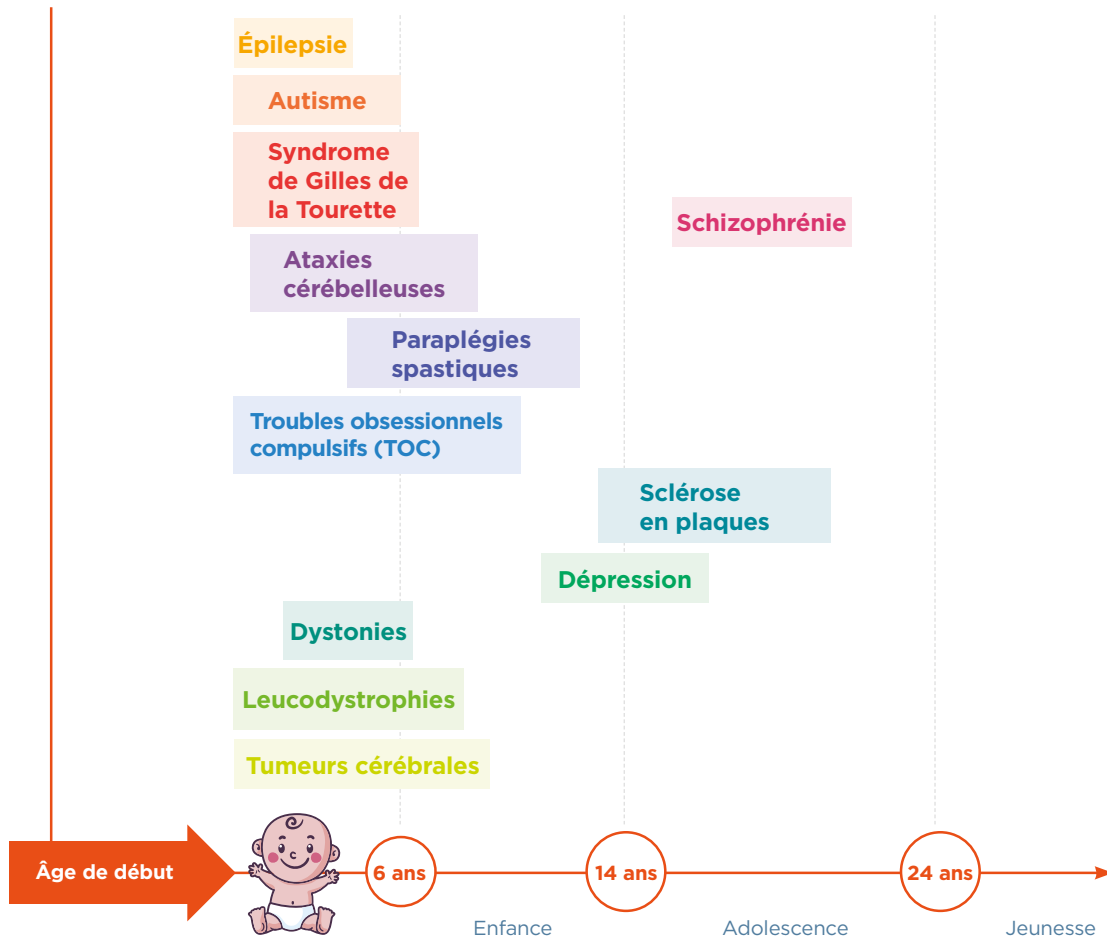 Épilepsie
Autisme
Syndrome
de Gilles de
la Tourette
Schizophrénie
Ataxies
cérébelleuses
Paraplégies
spastiques
Troubles obsessionnels
compulsifs (TOC)
Sclérose
en plaques
Dépression
Dystonies
Leucodystrophies
Tumeurs cérébrales
Âge de début
6 ans
14 ans
24 ans
Enfance
Adolescence
Jeunesse